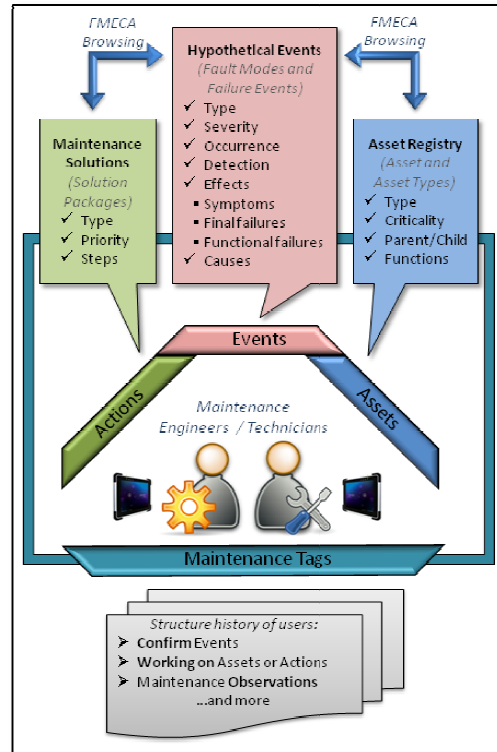 FMECA
Browsing
FMECA
Browsing
Hypothetical Events
(Fault Modes and
Failure Events)
✓ Type
✓ Severity
✓ Occurrence
✓ Detection
✓ Effects
▪ Symptoms
▪ Final failures
▪ Functional failures
✓ Causes
Maintenance
Solutions
(Solution
Packages)
✓ Type
✓ Priority
✓ Steps
Asset Registry
(Asset and
Asset Types)
✓ Type
✓ Criticality
✓ Parent/Child
✓ Functions
Events
Actions
Assets
Maintenance
Engineers / Technicians
Maintenance Tags
Structure history of users:
➢ Confirm Events
➢ Working on Assets or Actions
➢ Maintenance Observations
...and more